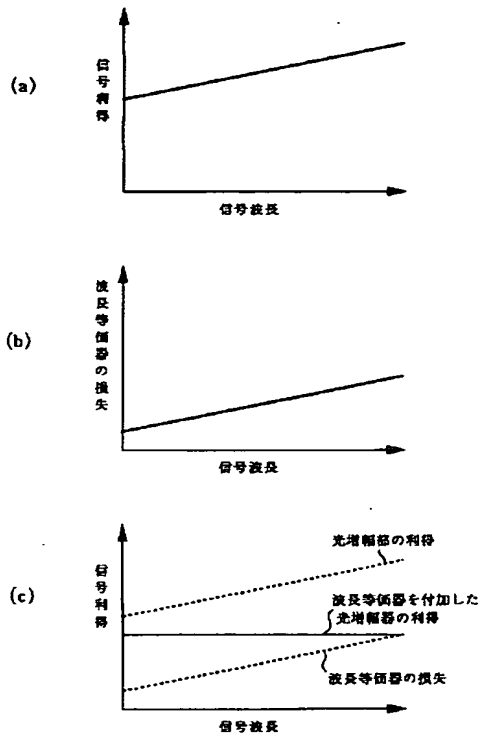 (a)
信号利得
信号波長
(b)
波長等価器の損失
信号波長
(c)
信号利得
光増幅部の利得
波長等価器を付加した
光増幅器の利得
波長等価器の損失
信号波長